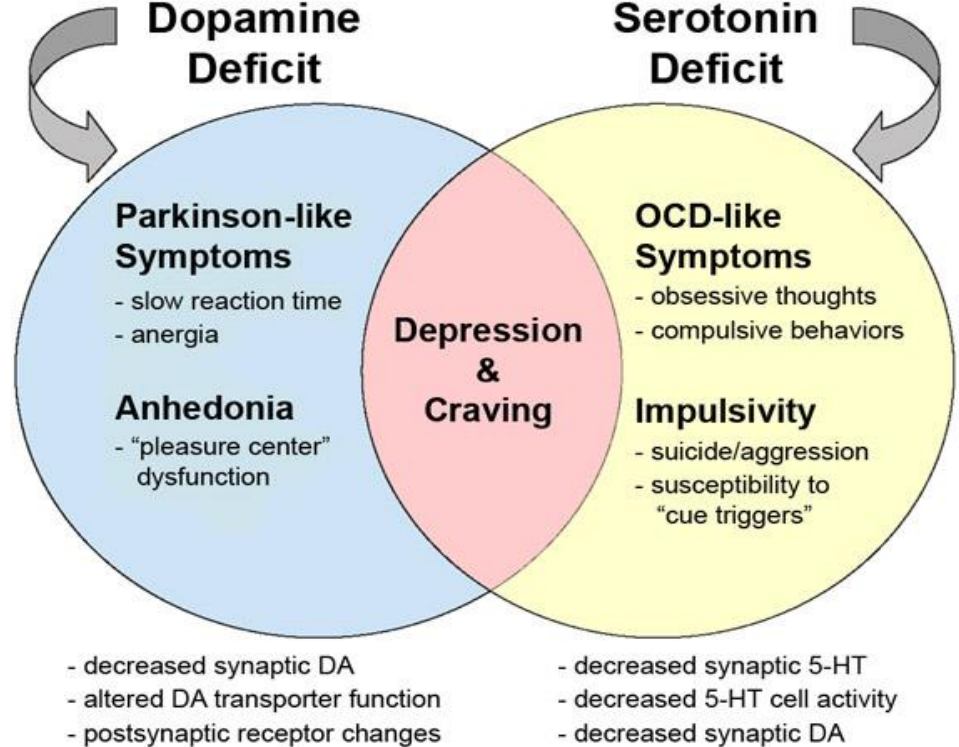 Dopamine
Deficit
Serotonin
Deficit
Parkinson-like
Symptoms
- slow reaction time
- anergia
Anhedonia
- “pleasure center”
dysfunction
Depression
&
Craving
OCD-like
Symptoms
- obsessive thoughts
- compulsive behaviors
Impulsivity
- suicide/aggression
- susceptibility to
“cue triggers”
- decreased synaptic DA
- altered DA transporter function
- postsynaptic receptor changes
- decreased synaptic 5-HT
- decreased 5-HT cell activity
- decreased synaptic DA